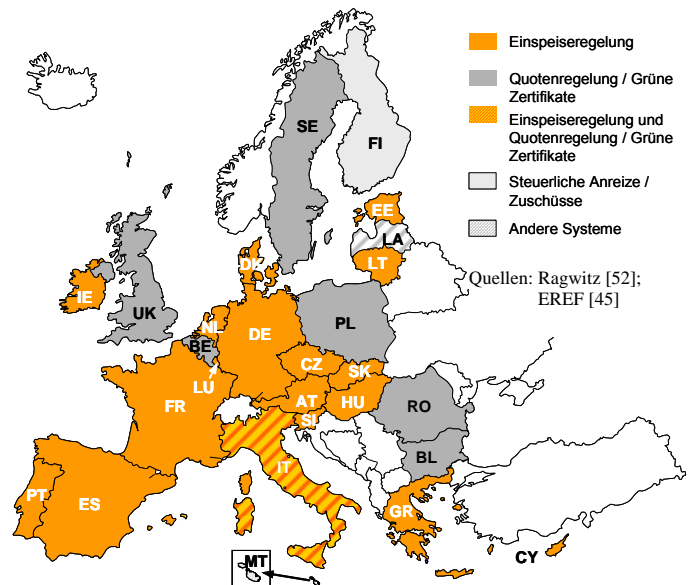 Einspeiseregelung
Quotenregelung / Grüne
Zertifikate
Einspeiseregelung und
Quotenregelung / Grüne
Zertifikate
Steuerliche Anreize /
Zuschüsse
Andere Systeme
Quellen: Ragwitz [52];
EREF [45]
SE
FI
EE
LA
LT
DK
IE
UK
NL
BE
LU
DE
PL
CZ
SK
FR
AT
HU
SI
RO
BL
IT
PT
ES
GR
CY
MT